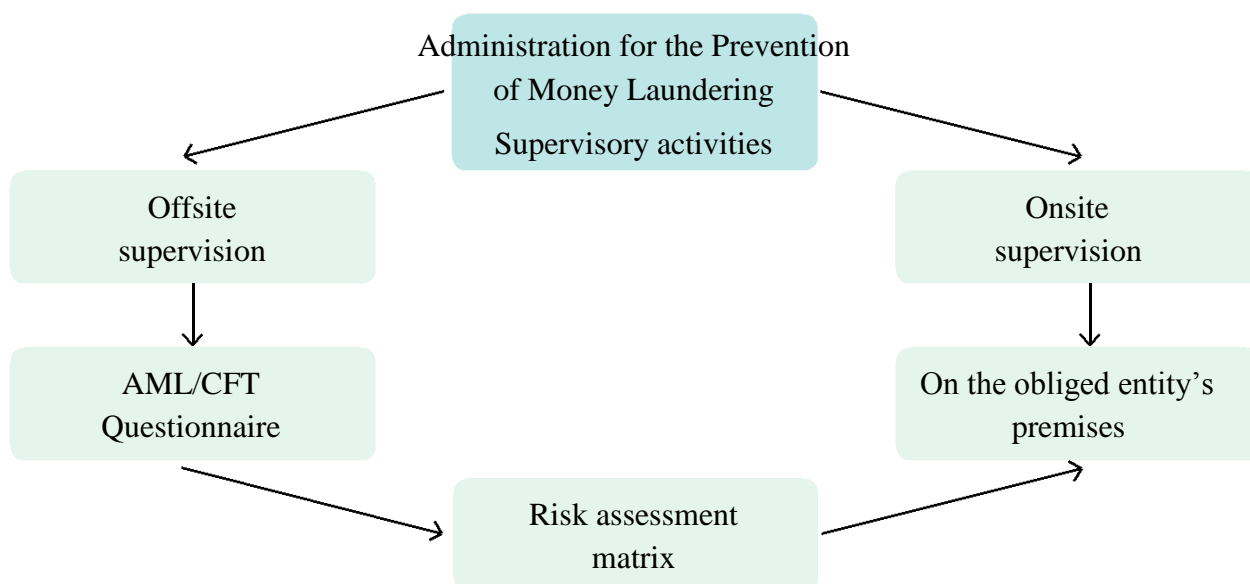 Administration for the Prevention
of Money Laundering
Supervisory activities
Offsite
supervision
Onsite
supervision
AML/CFT
Questionnaire
On the obliged entity’s
premises
Risk assessment
matrix